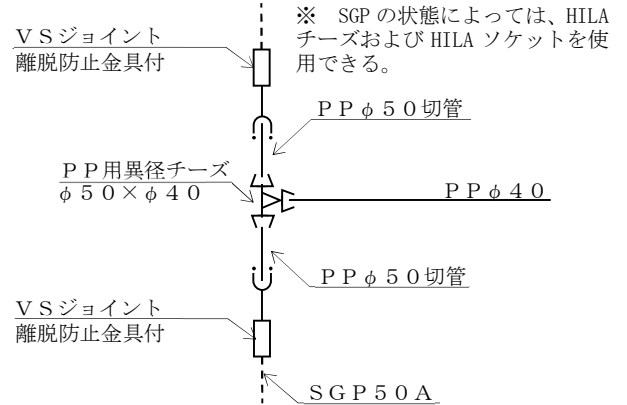 ※　SGP の状態によっては、HILA
チーズおよび HILA ソケットを使
用できる。
ＶＳジョイント
離脱防止金具付
ＰＰφ５０切管
ＰＰ用異径チーズ
φ５０×φ４０
ＰＰφ４０
ＰＰφ５０切管
ＶＳジョイント
離脱防止金具付
ＳＧＰ５０Ａ